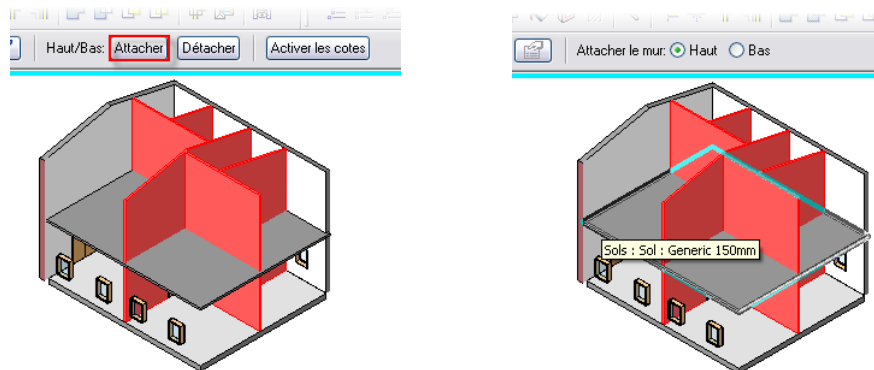 Haut/Bas: Attacher Détacher Activer les cotes
Attacher le mur: Haut Bas
Sols : Sol : Generic 150mm